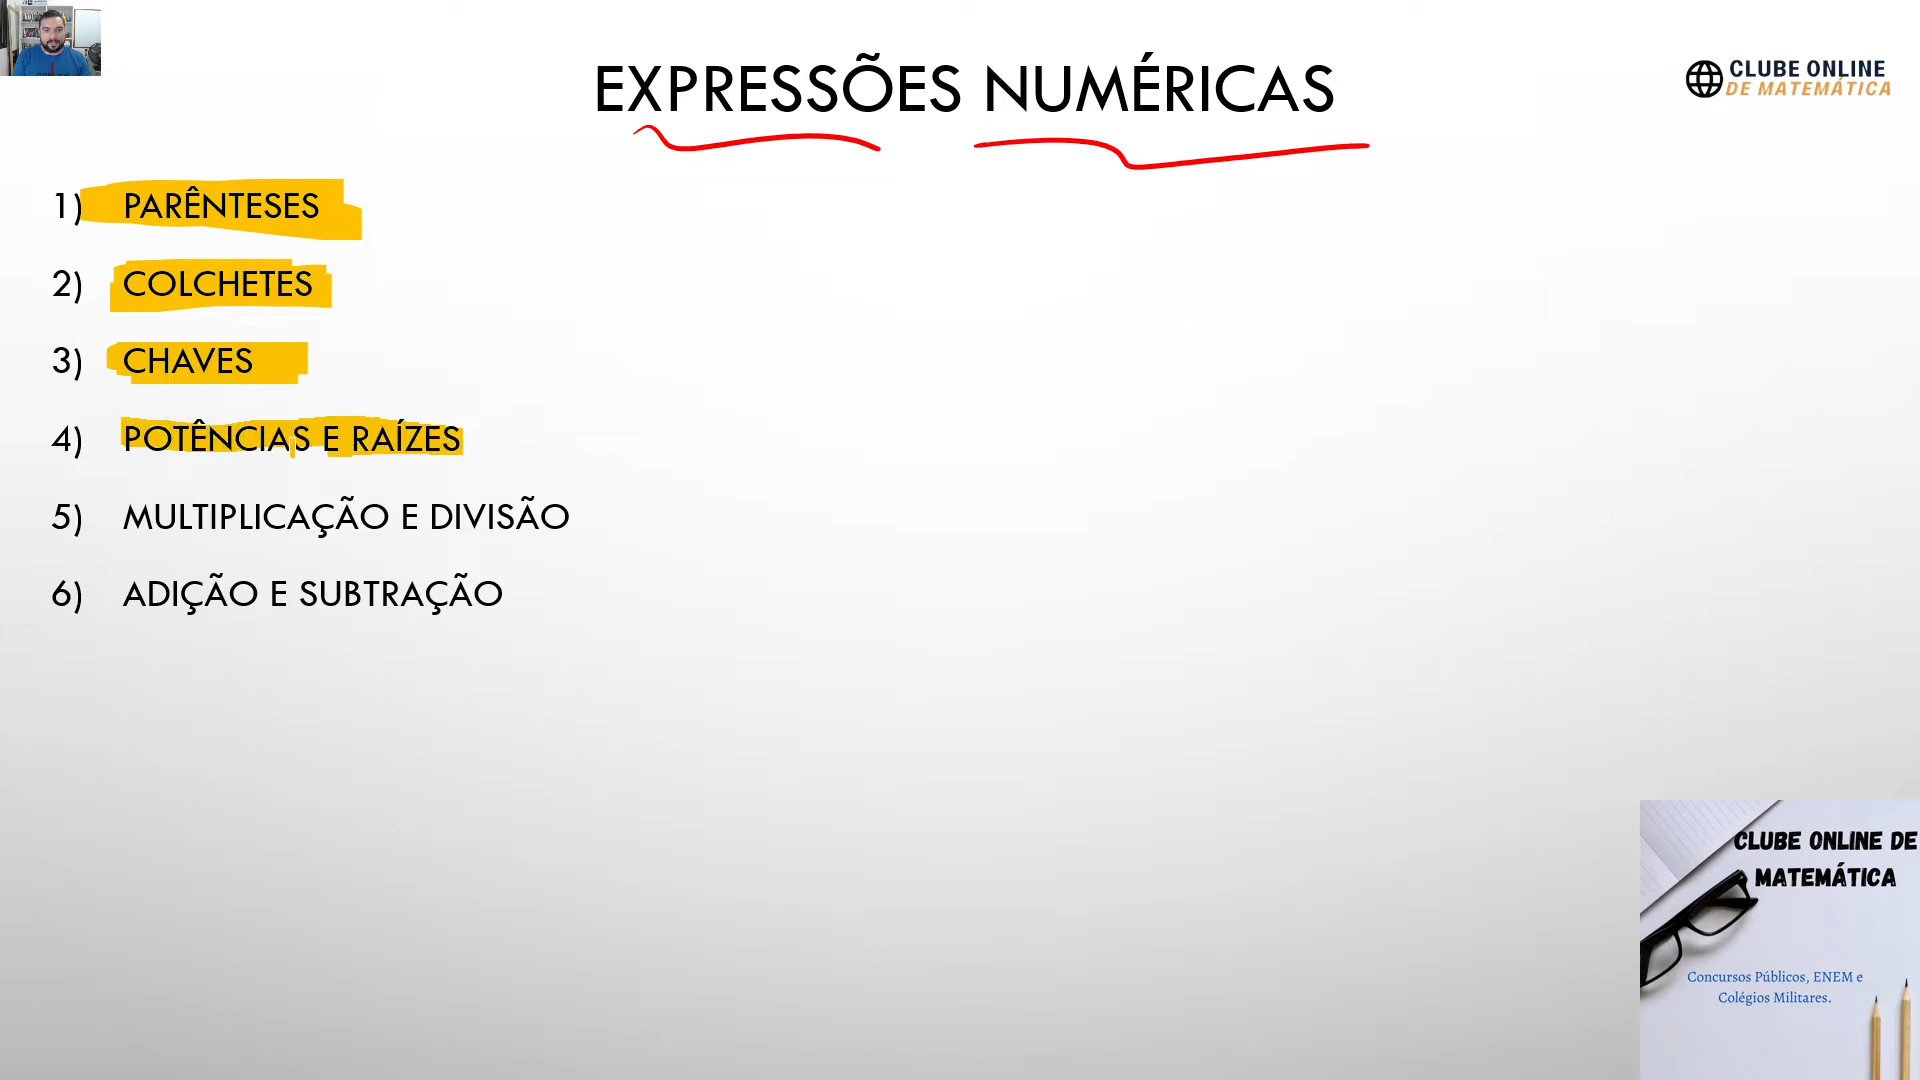 EXPRESSÕES NUMÉRICAS
CLUBE ONLINE
DE MATEMÁTICA
1) PARÊNTESES
2) COLCHETES
3) CHAVES
4) POTÊNCIAS E RAÍZES
5) MULTIPLICAÇÃO E DIVISÃO
6) ADIÇÃO E SUBTRAÇÃO
CLUBE ONLINE DE
MATEMÁTICA
Concursos Públicos, ENEM e
Colégios Militares.